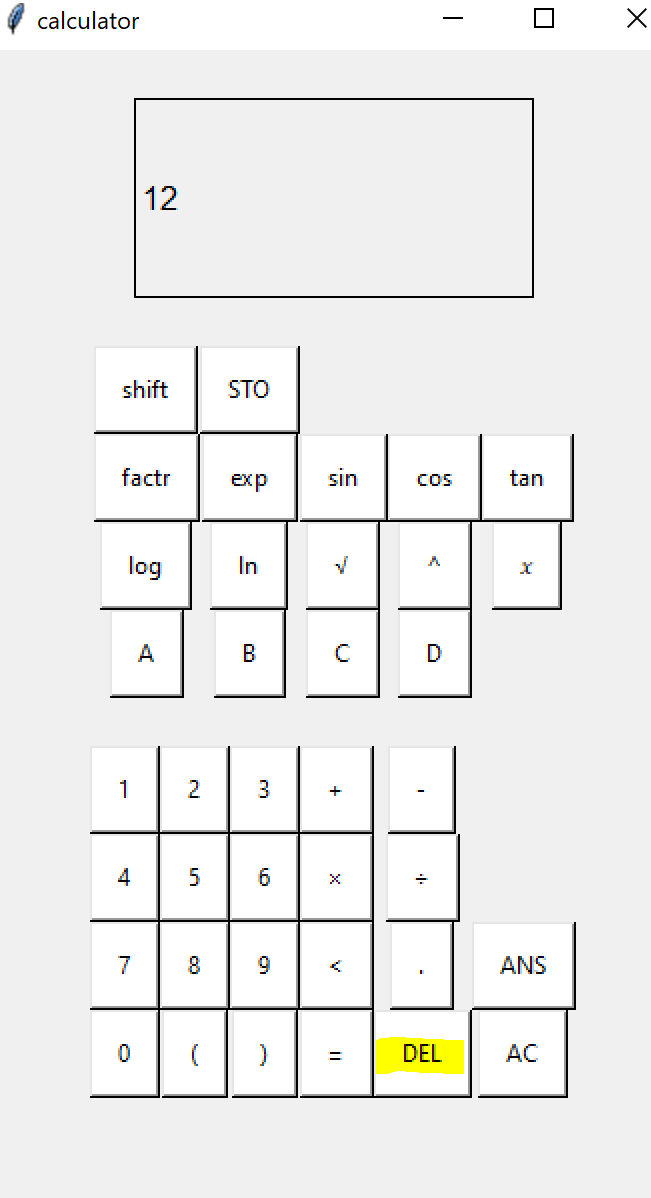 calculator
12
shift STO
factr exp sin cos tan
log ln √ ^ 𝑥
A B C D
1 2 3 + -
4 5 6 × ÷
7 8 9 < . ANS
0 ( ) = DEL AC